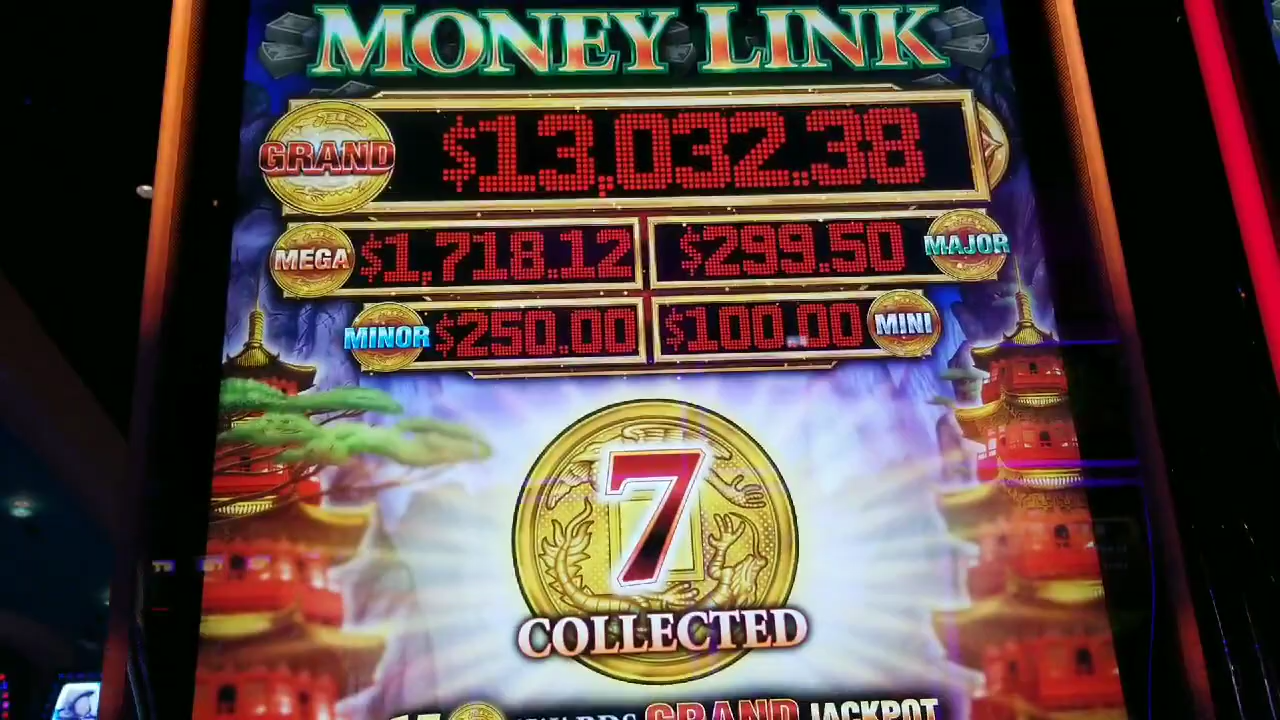 MONEY LINK
GRAND $13,032.38
MEGA $1,718.12 $299.50 MAJOR
MINOR $250.00 $100.00 MINI
7
COLLECTED
GRAND JACKPOT